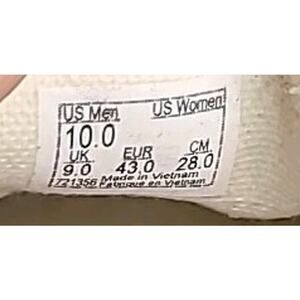 US Men US Women
10.0
UK EUR CM
9.0 43.0 28.0
721356 Made in Vietnam
Fabriqué en Vietnam